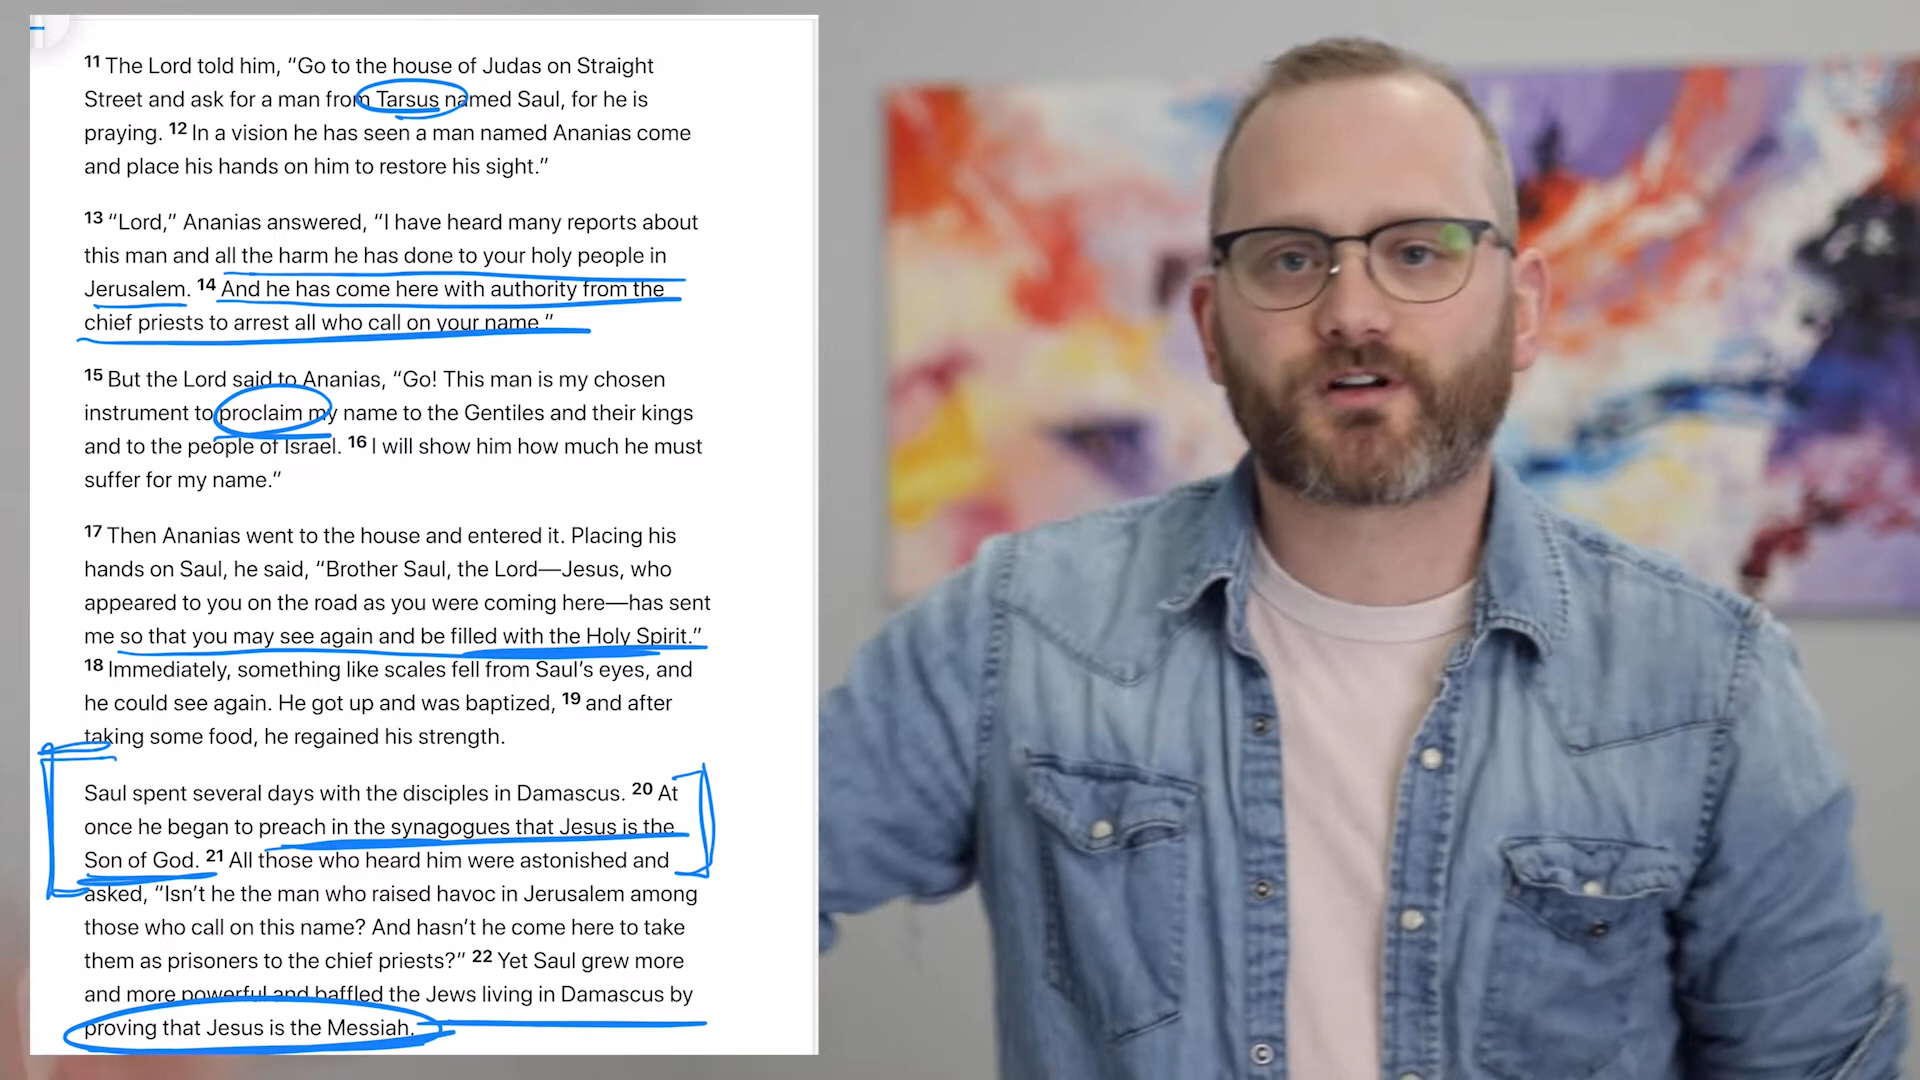 11 The Lord told him, “Go to the house of Judas on Straight
Street and ask for a man from Tarsus named Saul, for he is
praying. 12 In a vision he has seen a man named Ananias come
and place his hands on him to restore his sight.”
13 “Lord,” Ananias answered, “I have heard many reports about
this man and all the harm he has done to your holy people in
Jerusalem. 14 And he has come here with authority from the
chief priests to arrest all who call on your name.”
15 But the Lord said to Ananias, “Go! This man is my chosen
instrument to proclaim my name to the Gentiles and their kings
and to the people of Israel. 16 I will show him how much he must
suffer for my name.”
17 Then Ananias went to the house and entered it. Placing his
hands on Saul, he said, “Brother Saul, the Lord—Jesus, who
appeared to you on the road as you were coming here—has sent
me so that you may see again and be filled with the Holy Spirit.”
18 Immediately, something like scales fell from Saul’s eyes, and
he could see again. He got up and was baptized, 19 and after
taking some food, he regained his strength.
Saul spent several days with the disciples in Damascus. 20 At
once he began to preach in the synagogues that Jesus is the
Son of God. 21 All those who heard him were astonished and
asked, “Isn’t he the man who raised havoc in Jerusalem among
those who call on this name? And hasn’t he come here to take
them as prisoners to the chief priests?” 22 Yet Saul grew more
and more powerful and baffled the Jews living in Damascus by
proving that Jesus is the Messiah.